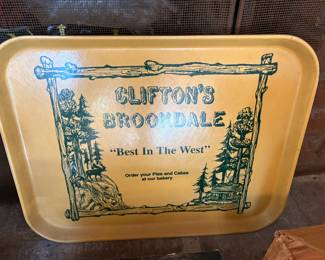 CLIFTON'S
BROOKDALE
"Best In The West"
Order your Pies and Cakes
at our bakery